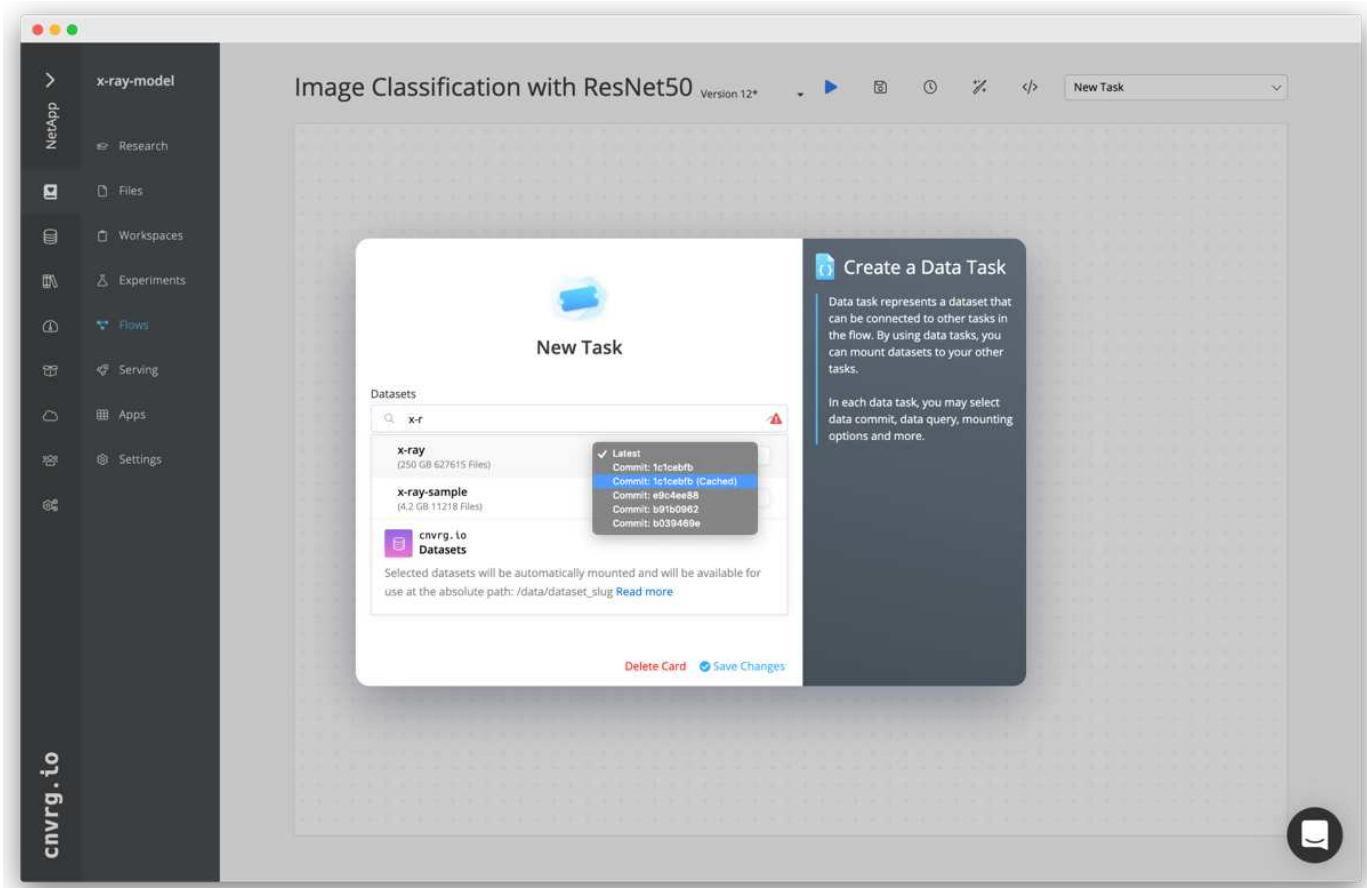 NetApp
cnvrg.io
x-ray-model
Research
Files
Workspaces
Experiments
Flows
Serving
Apps
Settings
Image Classification with ResNet50 Version 12*
New Task
New Task
Datasets
x-r
x-ray
(250 GB 627615 Files)
x-ray-sample
(4.2 GB 11218 Files)
✓ Latest
Commit: 1c1cebfb
Commit: 1c1cebfb (Cached)
Commit: e9c4ee88
Commit: b91b0962
Commit: b039469e
cnvrg.io
Datasets
Selected datasets will be automatically mounted and will be available for
use at the absolute path: /data/dataset_slug Read more
Delete Card Save Changes
Create a Data Task
Data task represents a dataset that
can be connected to other tasks in
the flow. By using data tasks, you
can mount datasets to your other
tasks.
In each data task, you may select
data commit, data query, mounting
options and more.